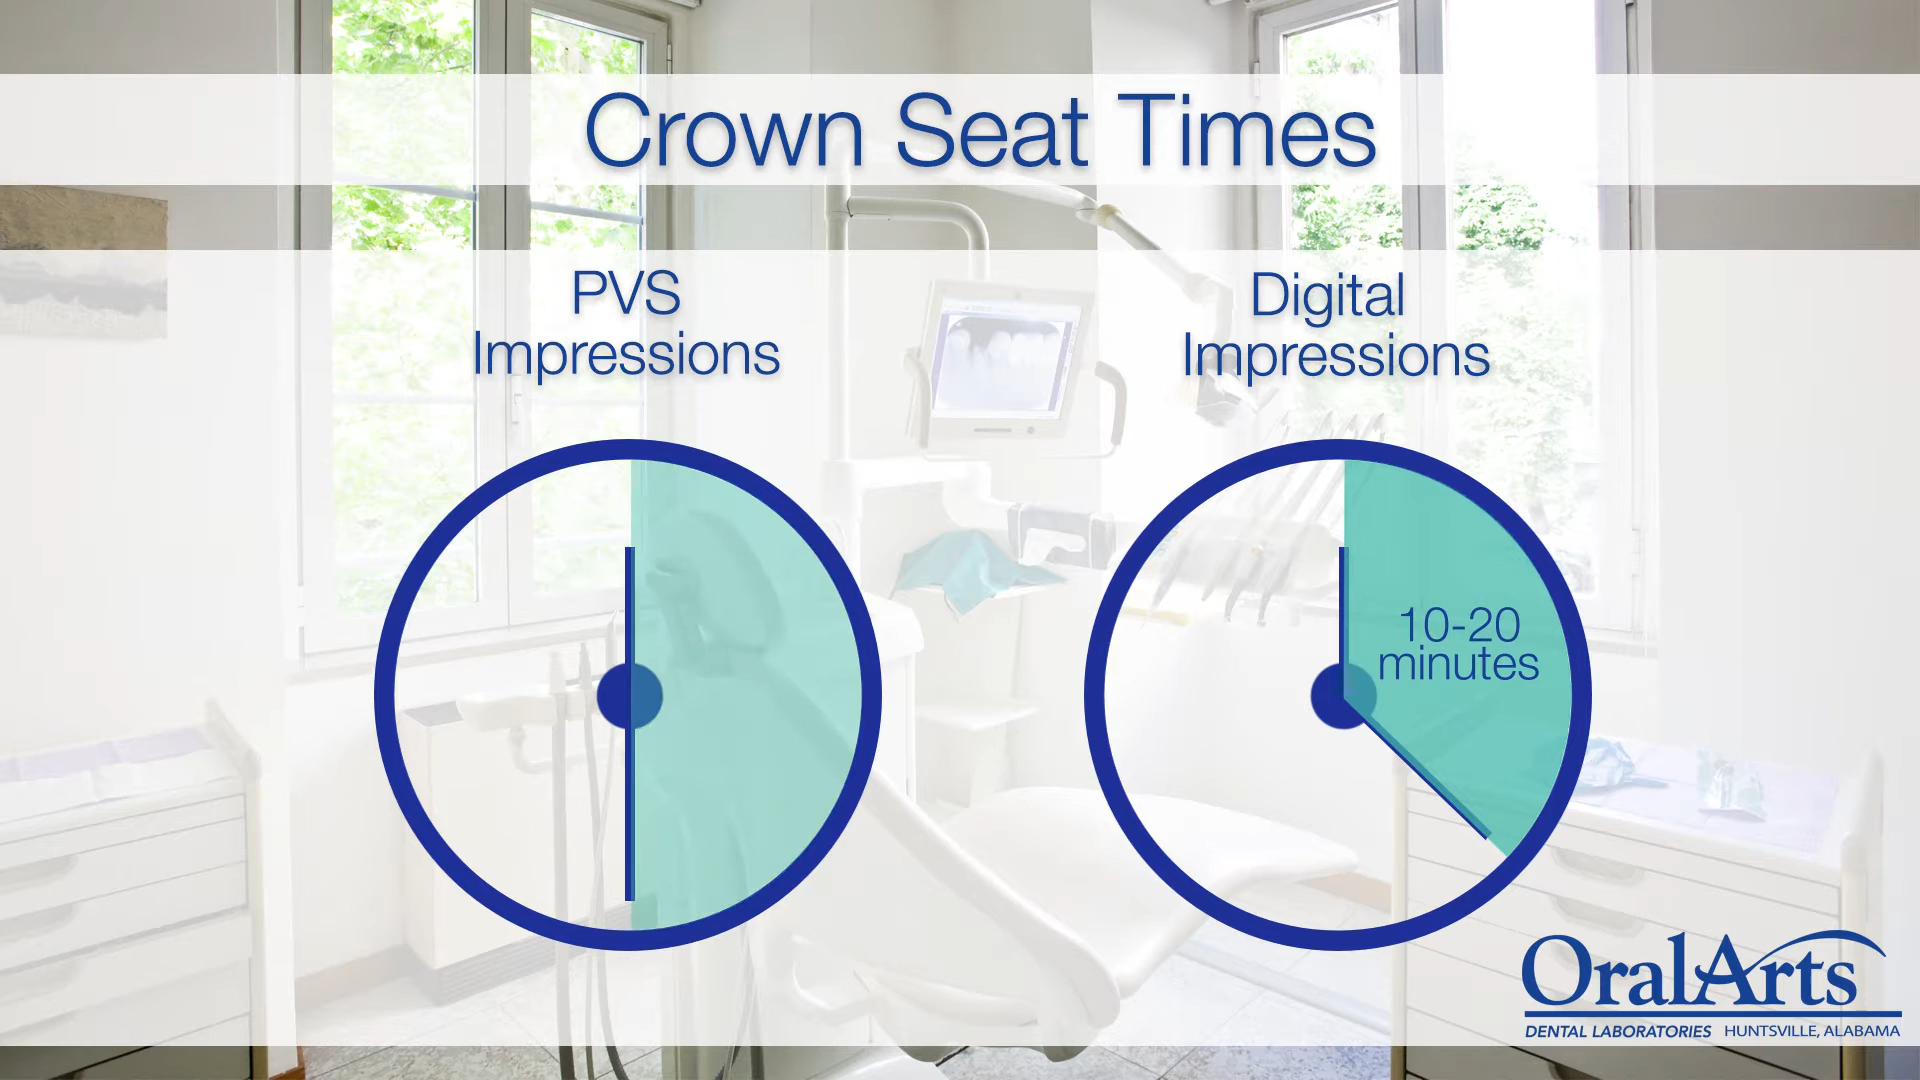 Crown Seat Times
PVS
Impressions
Digital
Impressions
10-20
minutes
OralArts
DENTAL LABORATORIES HUNTSVILLE, ALABAMA